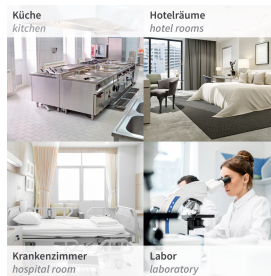 Küche
kitchen
Hotelräume
hotel rooms
Krankenzimmer
hospital room
Labor
laboratory